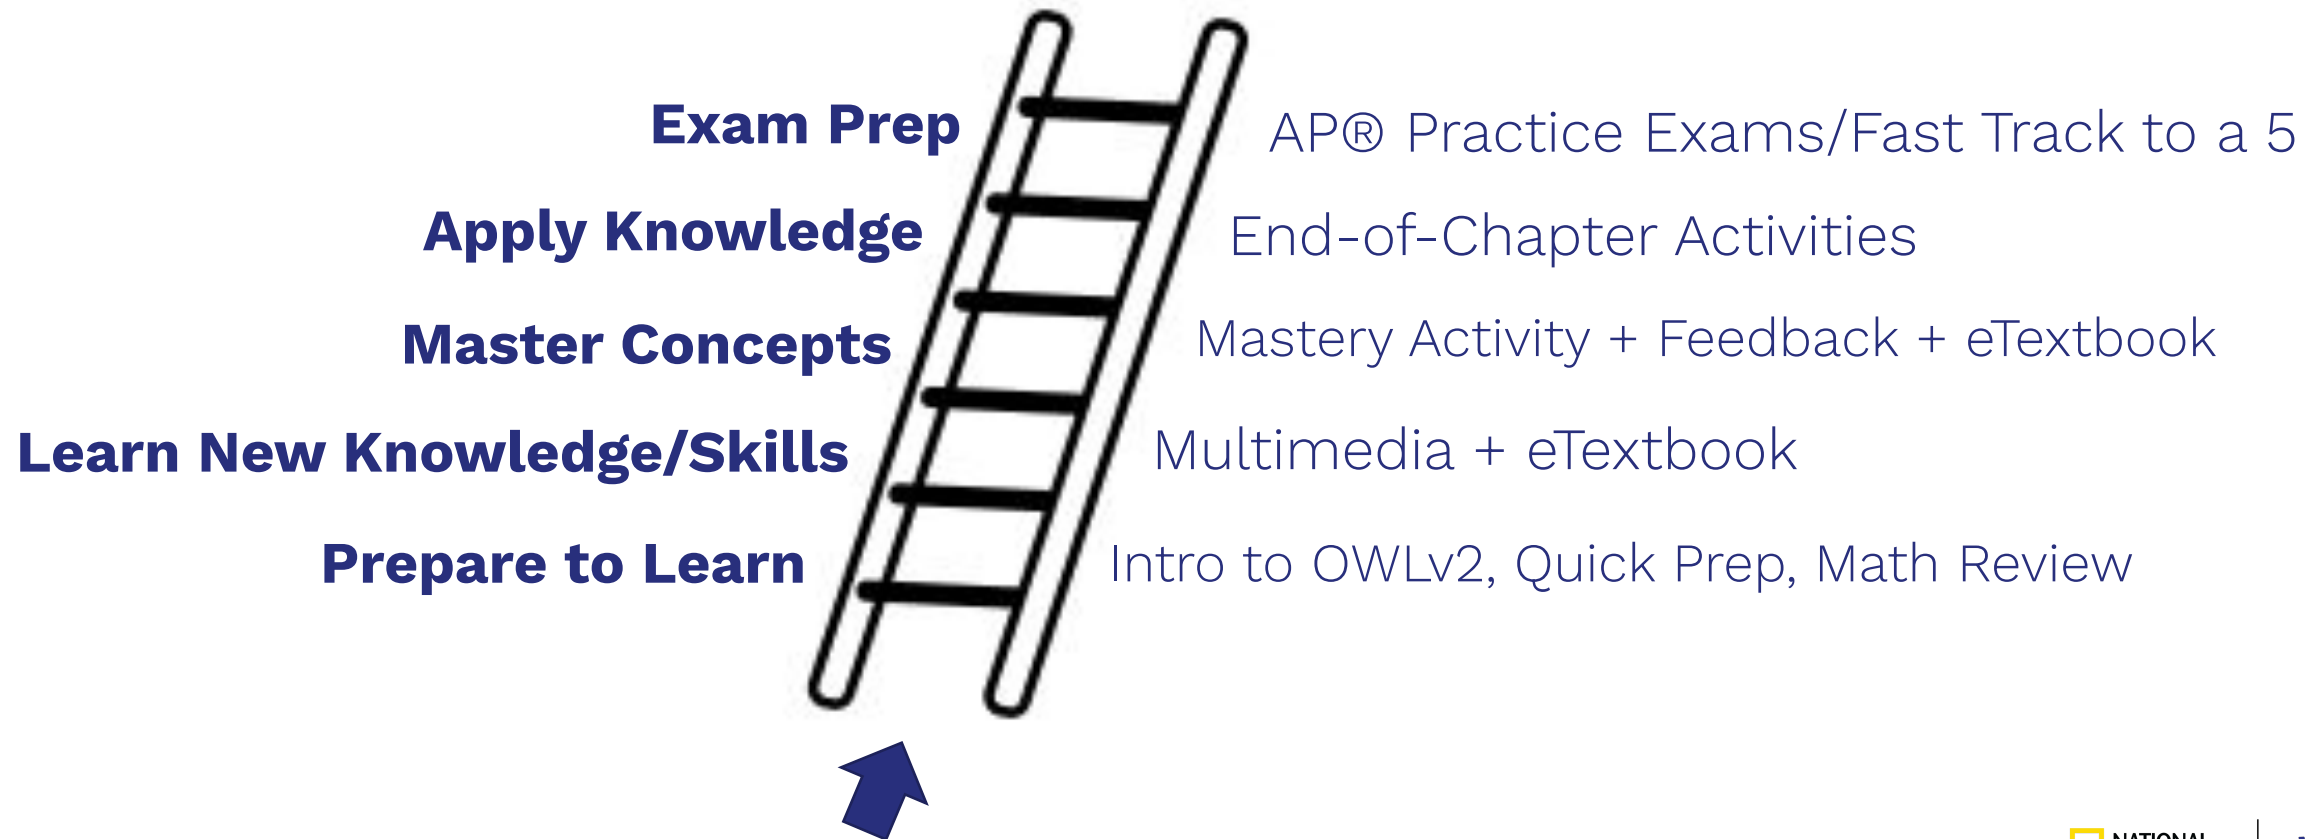 Exam Prep AP® Practice Exams/Fast Track to a 5
Apply Knowledge End-of-Chapter Activities
Master Concepts Mastery Activity + Feedback + eTextbook
Learn New Knowledge/Skills Multimedia + eTextbook
Prepare to Learn Intro to OWLv2, Quick Prep, Math Review
NATIONAL